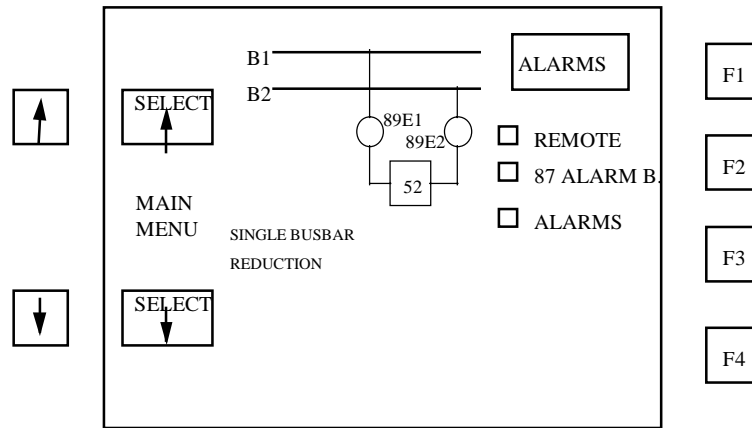 B1
B2
ALARMS
F1
SELECT
89E1
89E2
REMOTE
52
87 ALARM B.
F2
MAIN
MENU
ALARMS
SINGLE BUSBAR
REDUCTION
F3
SELECT
F4